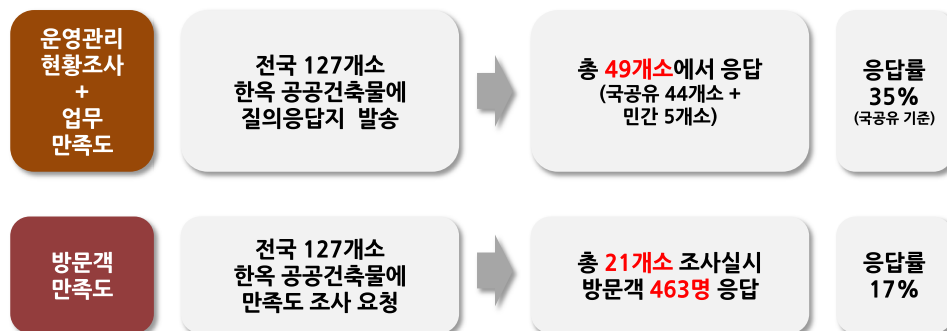 운영관리
현황조사
+
업무
만족도
전국 127개소
한옥 공공건축물에
질의응답지 발송
총 49개소에서 응답
(국공유 44개소 +
민간 5개소)
응답률
35%
(국공유 기준)
방문객
만족도
전국 127개소
한옥 공공건축물에
만족도 조사 요청
총 21개소 조사실시
방문객 463명 응답
응답률
17%